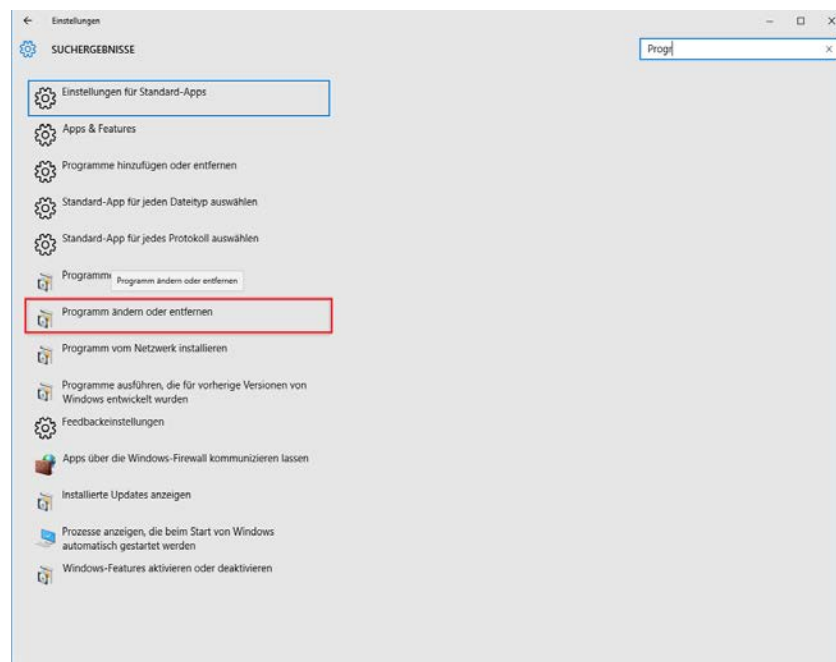 Einstellungen
SUCHERGEBNISSE
Progr
Einstellungen für Standard-Apps
Apps & Features
Programme hinzufügen oder entfernen
Standard-App für jeden Dateityp auswählen
Standard-App für jedes Protokoll auswählen
Programm
Programm ändern oder entfernen
Programm ändern oder entfernen
Programm vom Netzwerk installieren
Programme ausführen, die für vorherige Versionen von
Windows entwickelt wurden
Feedbackeinstellungen
Apps über die Windows-Firewall kommunizieren lassen
Installierte Updates anzeigen
Prozesse anzeigen, die beim Start von Windows
automatisch gestartet werden
Windows-Features aktivieren oder deaktivieren